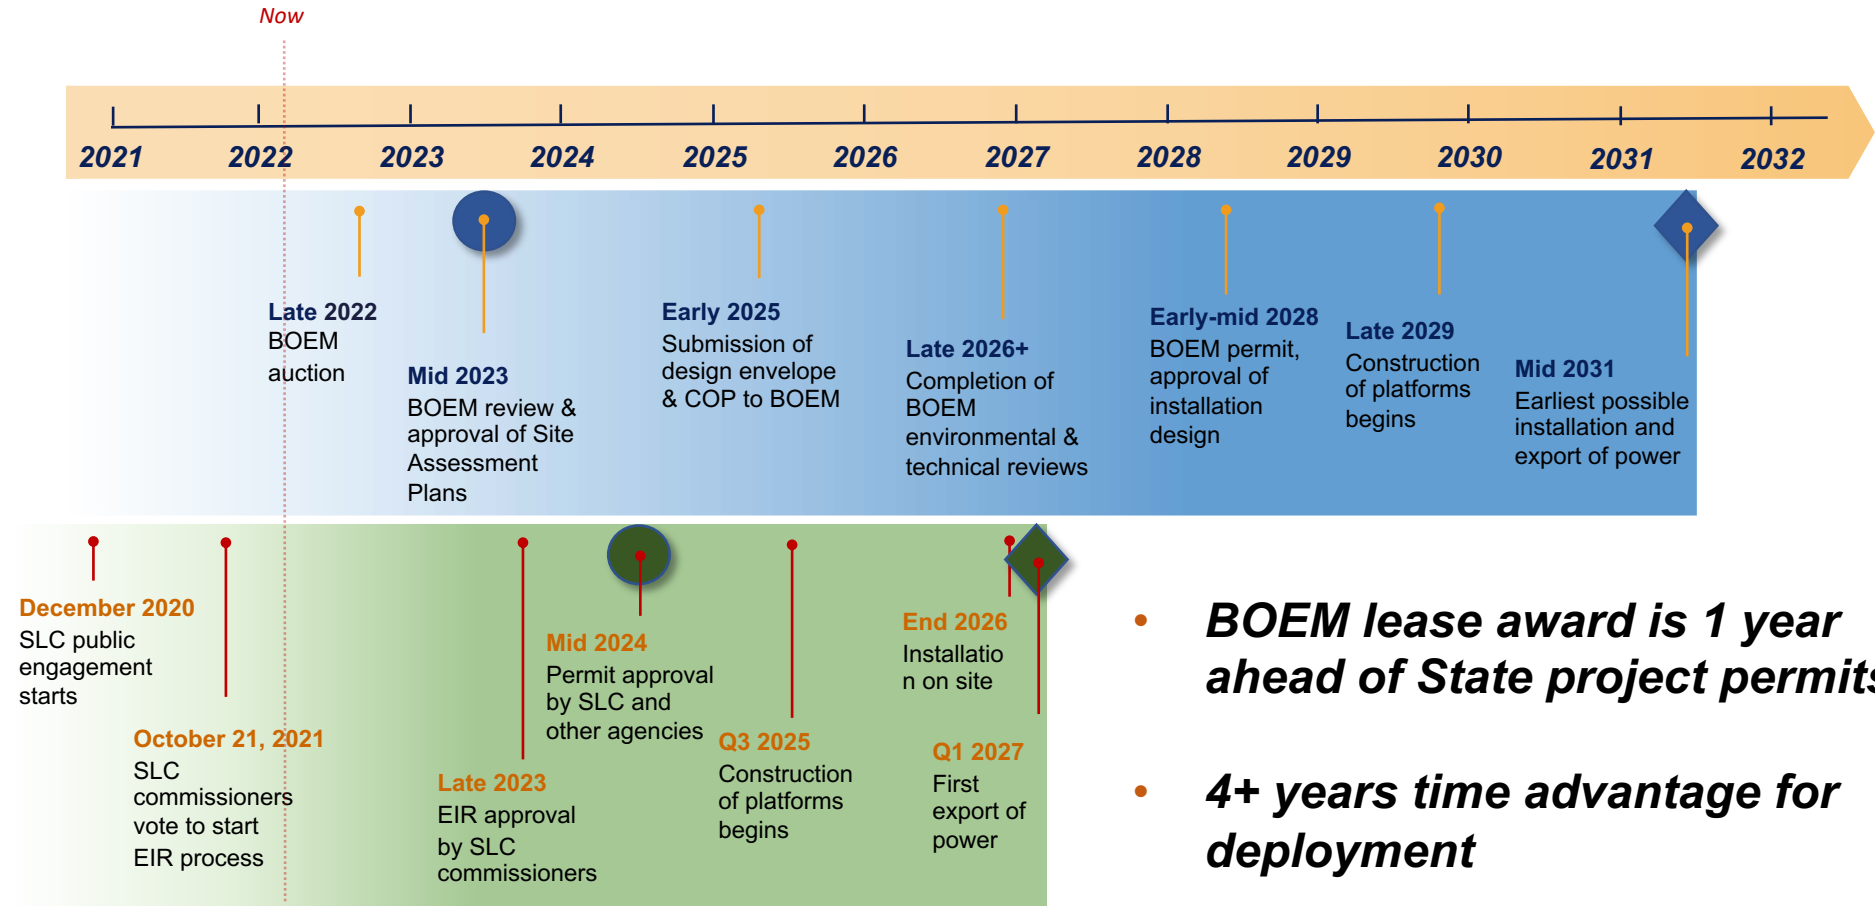 Now
2021 2022 2023 2024 2025 2026 2027 2028 2029 2030 2031 2032
Late 2022
BOEM
auction
Mid 2023
BOEM review &
approval of Site
Assessment
Plans
Early 2025
Submission of
design envelope
& COP to BOEM
Late 2026+
Completion of
BOEM
environmental &
technical reviews
Early-mid 2028
BOEM permit,
approval of
installation
design
Late 2029
Construction
of platforms
begins
Mid 2031
Earliest possible
installation and
export of power
December 2020
SLC public
engagement
starts
October 21, 2021
SLC
commissioners
vote to start
EIR process
Late 2023
EIR approval
by SLC
commissioners
Mid 2024
Permit approval
by SLC and
other agencies
Q3 2025
Construction
of platforms
begins
End 2026
Installatio
n on site
Q1 2027
First
export of
power
• BOEM lease award is 1 year
ahead of State project permits
• 4+ years time advantage for
deployment